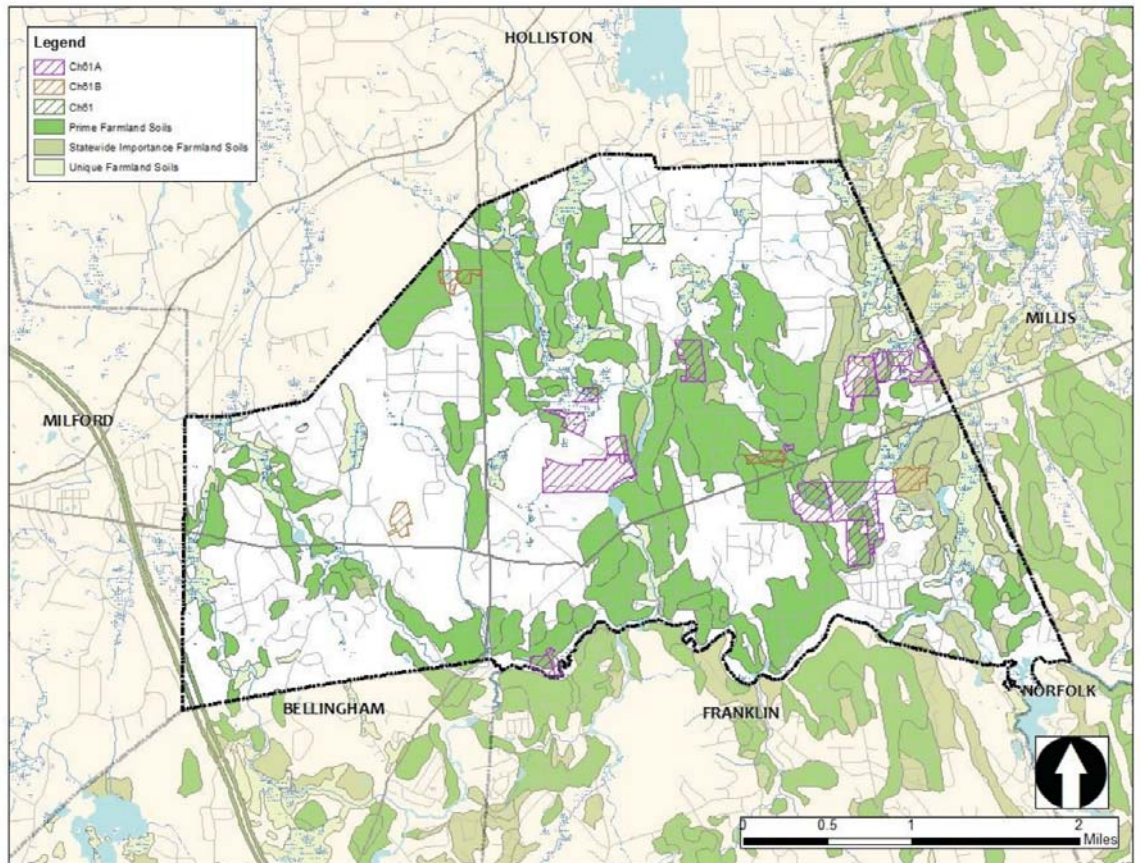 Legend
Ch61A
Ch61B
Ch61
Prime Farmland Soils
Statewide Importance Farmland Soils
Unique Farmland Soils
HOLLISTON
MILLIS
MILFORD
BELLINGHAM
FRANKLIN
NORFOLK
0 0.5 1 2
Miles